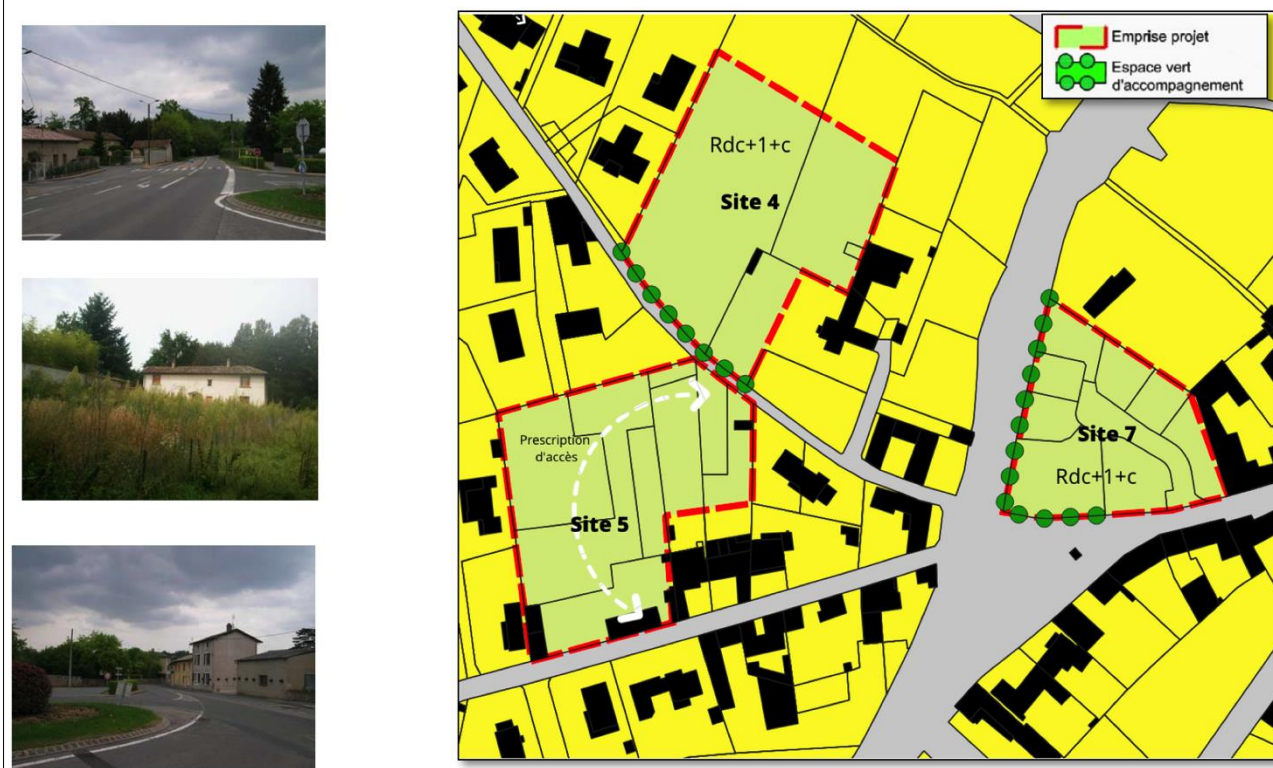 Emprise projet
Espace vert
d'accompagnement
Rdc+1+c
Site 4
Prescription
d'accès
Site 5
Site 7
Rdc+1+c